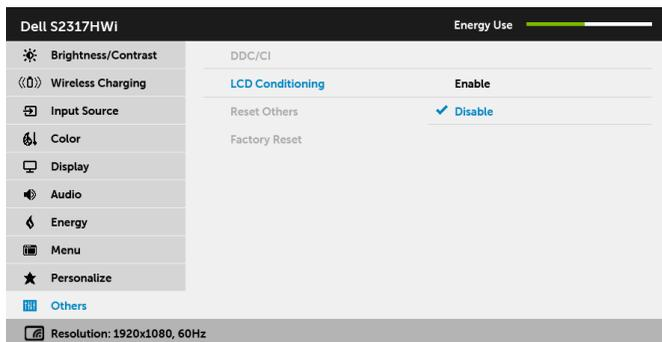 Dell S2317HWi
Energy Use
Brightness/Contrast
DDC/CI
Wireless Charging
LCD Conditioning
Enable
Input Source
Reset Others
Disable
Color
Factory Reset
Display
Audio
Energy
Menu
Personalize
Others
Resolution: 1920x1080, 60Hz